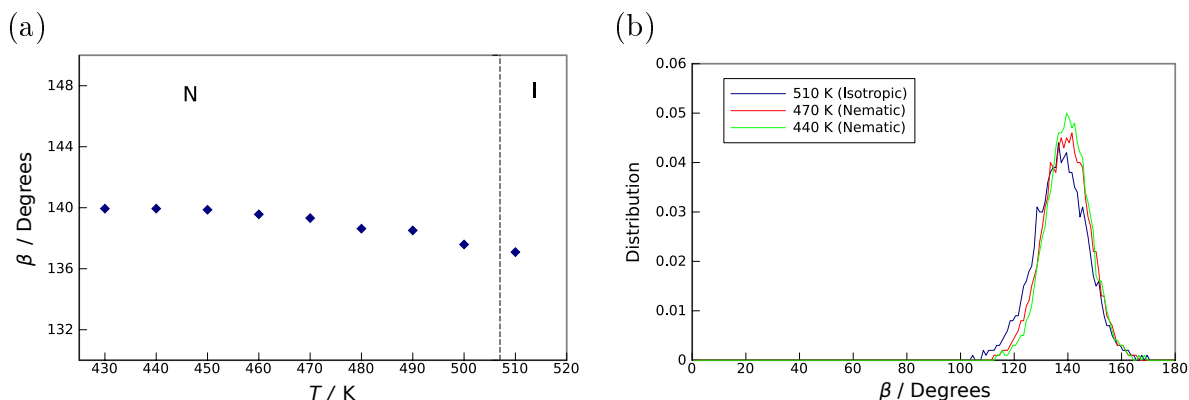 (a)
N
I
148
144
140
136
132
β / Degrees
430 440 450 460 470 480 490 500 510 520
T / K
(b)
510 K (Isotropic)
470 K (Nematic)
440 K (Nematic)
0.06
0.05
0.04
0.03
0.02
0.01
0
Distribution
0 20 40 60 80 100 120 140 160 180
β / Degrees